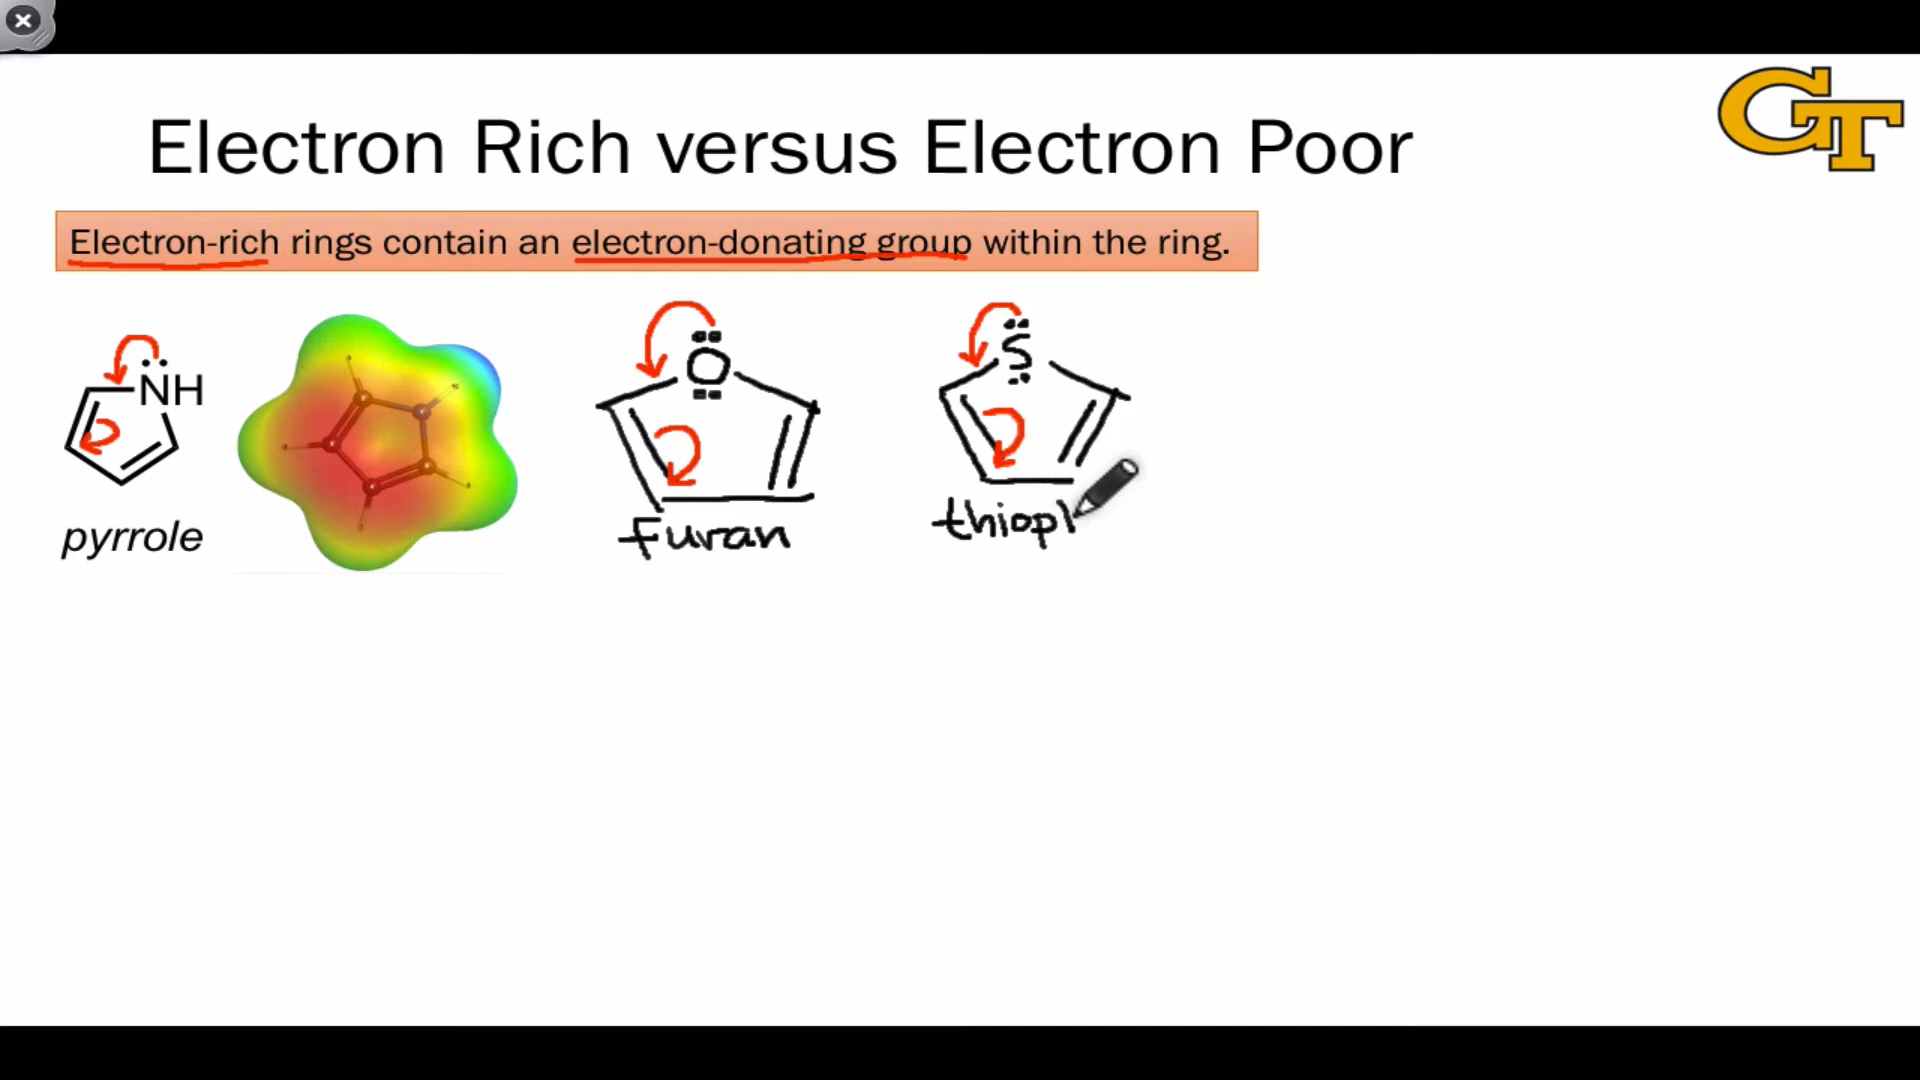 GT
Electron Rich versus Electron Poor
Electron-rich rings contain an electron-donating group within the ring.
NH
O
S
pyrrole
furan
thiopl